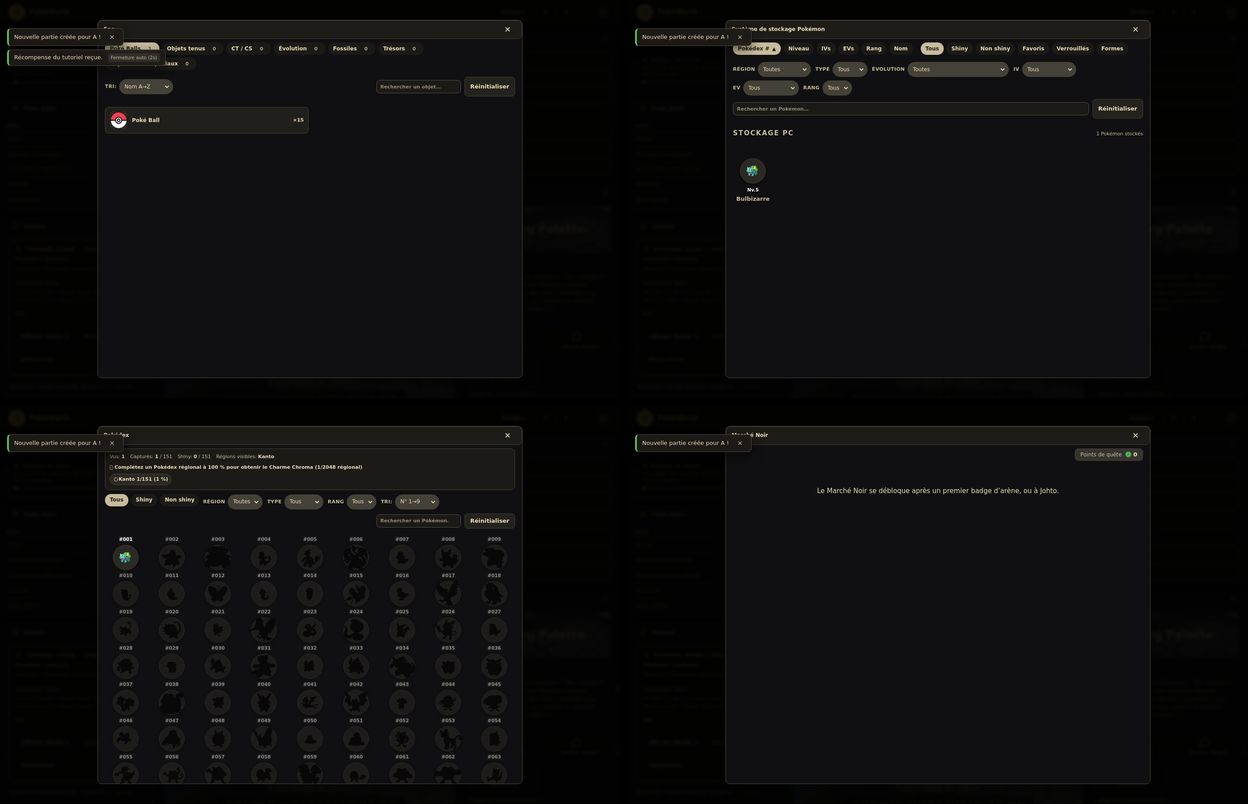 Nouvelle partie créée pour A ! ×
Récompense du tutoriel reçue. Fermeture auto (2s)
Objets tenus 0 CT / CS 0 Évolution 0 Fossiles 0 Trésors 0
0
TRI: Nom A→Z Rechercher un objet... Réinitialiser
Poké Ball ×15
Nouvelle partie créée pour A ! ×
de stockage Pokémon
Pokédex # ▲ Niveau IVs EVs Rang Nom Tous Shiny Non shiny Favoris Verrouillés Formes
RÉGION Toutes TYPE Tous ÉVOLUTION Toutes IV Tous
EV Tous RANG Tous
Rechercher un Pokémon... Réinitialiser
STOCKAGE PC 1 Pokémon stockés
Nv.5
Bulbizarre
Nouvelle partie créée pour A ! ×
Vus: 1 Capturés: 1 / 151 Shiny: 0 / 151 Régions visibles: Kanto
Complétez un Pokédex régional à 100 % pour obtenir le Charme Chroma (1/2048 régional)
Kanto 1/151 (1 %)
Tous Shiny Non shiny RÉGION Toutes TYPE Tous RANG Tous TRI: N° 1→9
Rechercher un Pokémon. Réinitialiser
#001 #002 #003 #004 #005 #006 #007 #008 #009
#010 #011 #012 #013 #014 #015 #016 #017 #018
#019 #020 #021 #022 #023 #024 #025 #026 #027
#028 #029 #030 #031 #032 #033 #034 #035 #036
#037 #038 #039 #040 #041 #042 #043 #044 #045
#046 #047 #048 #049 #050 #051 #052 #053 #054
#055 #056 #057 #058 #059 #060 #061 #062 #063
Nouvelle partie créée pour A ! ×
Marché Noir
Points de quête 0
Le Marché Noir se débloque après un premier badge d'arène, ou à Johto.